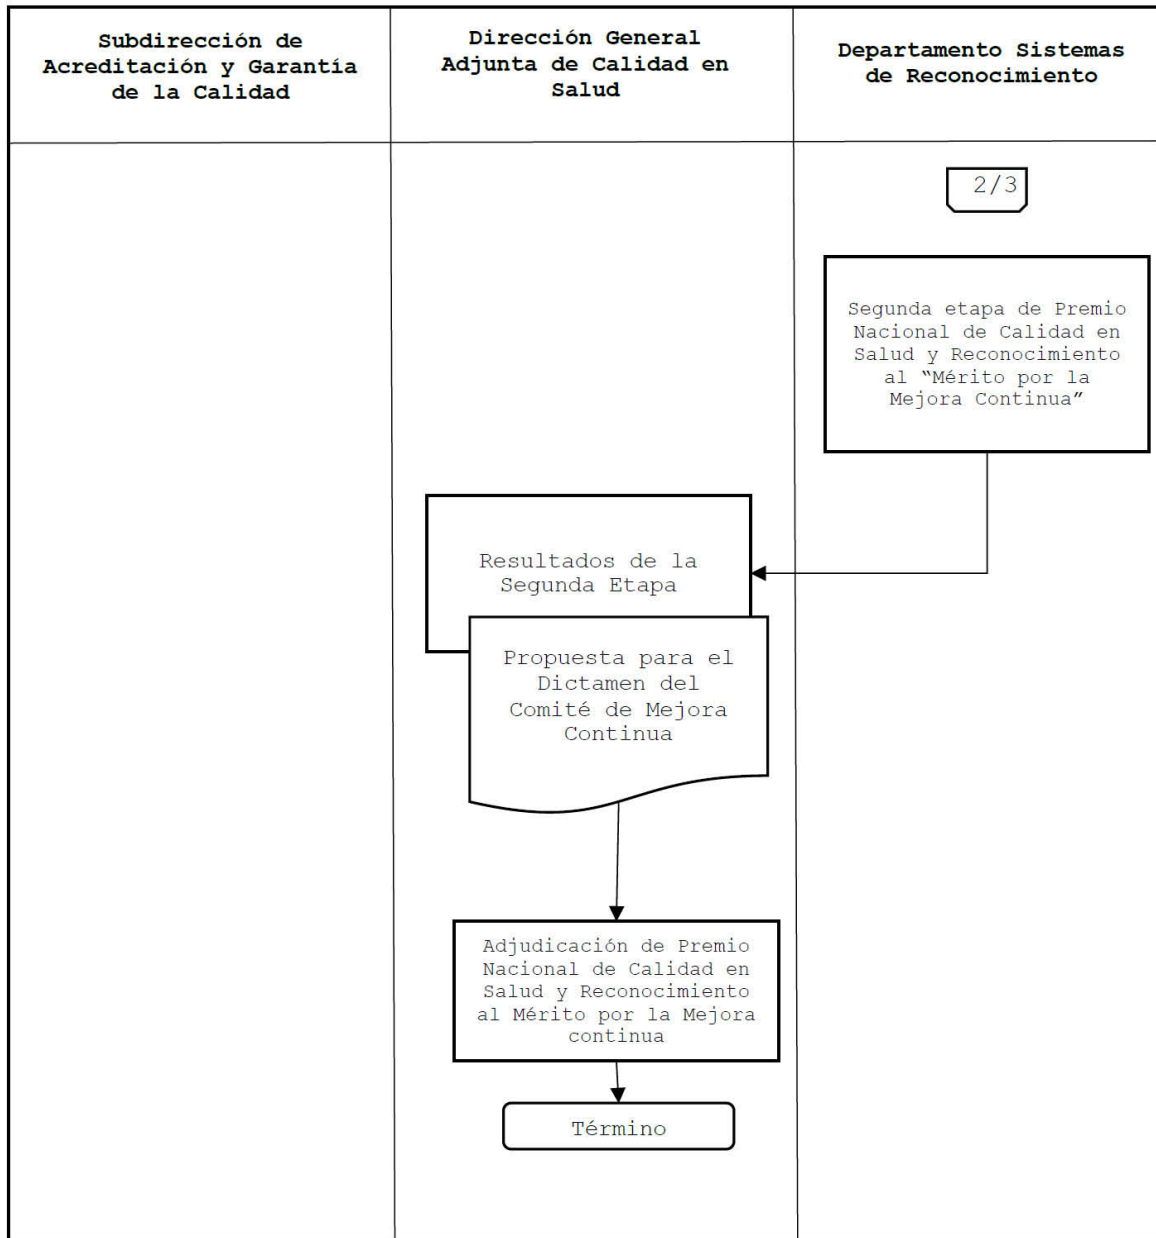 Subdirección de
Acreditación y Garantía
de la Calidad
Dirección General
Adjunta de Calidad en
Salud
Departamento Sistemas
de Reconocimiento
2/3
Segunda etapa de Premio
Nacional de Calidad en
Salud y Reconocimiento
al “Mérito por la
Mejora Continua”
Resultados de la
Segunda Etapa
Propuesta para el
Dictamen del
Comité de Mejora
Continua
Adjudicación de Premio
Nacional de Calidad en
Salud y Reconocimiento
al Mérito por la Mejora
continua
Término